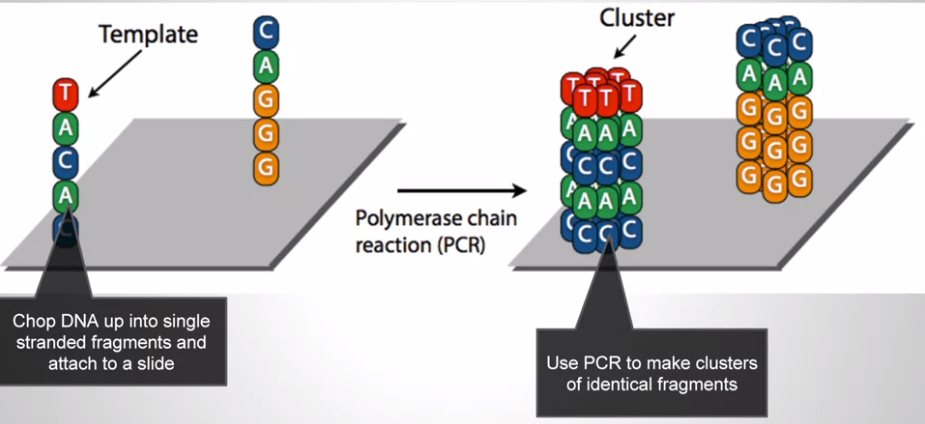 Template
Cluster
T
A
C
A
C
C
A
G
G
G
T T T
T T T
A A A A
C C C C
A A A A
C C C C
C C C
A A A
G G G
G G G
G G G
Polymerase chain
reaction (PCR)
Chop DNA up into single
stranded fragments and
attach to a slide
Use PCR to make clusters
of identical fragments